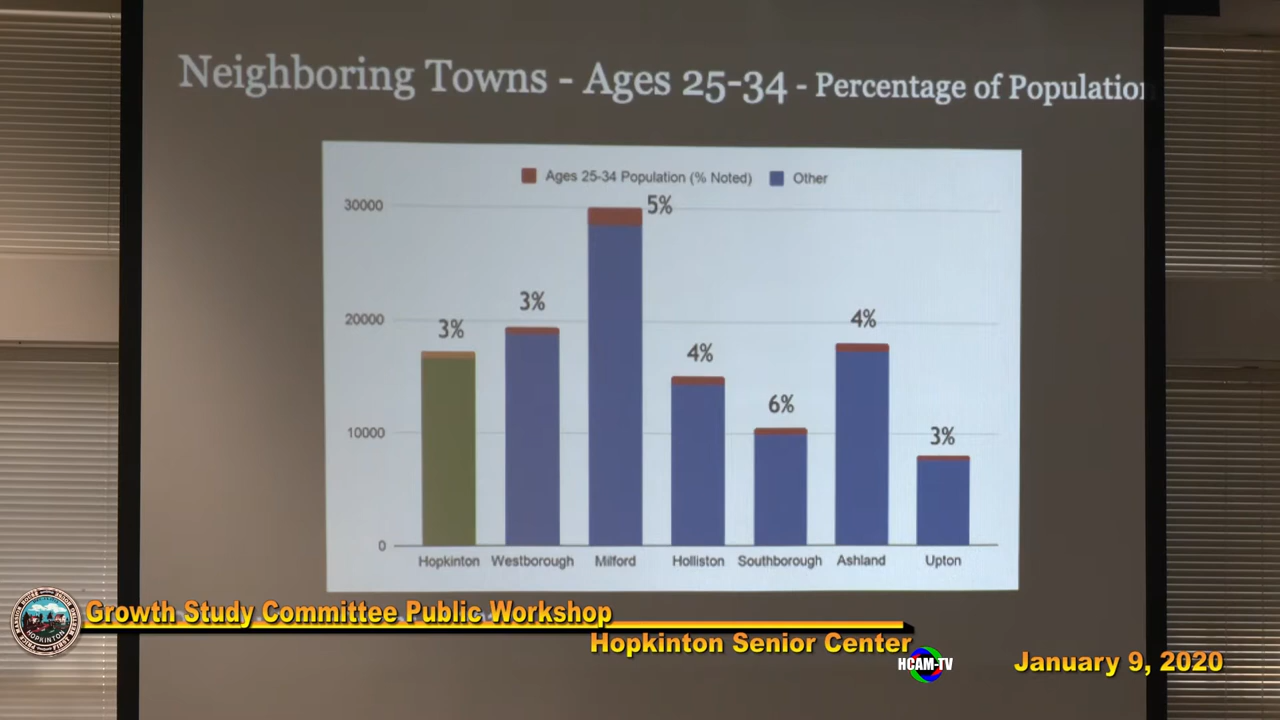 Neighboring Towns - Ages 25-34 - Percentage of Population
Ages 25-34 Population (% Noted) Other
30000
20000
10000
0
3%
3%
5%
4%
6%
4%
3%
Hopkinton Westborough Milford Holliston Southborough Ashland Upton
Growth Study Committee Public Workshop
Hopkinton Senior Center
HCAM-TV
January 9, 2020
HOPKINTON